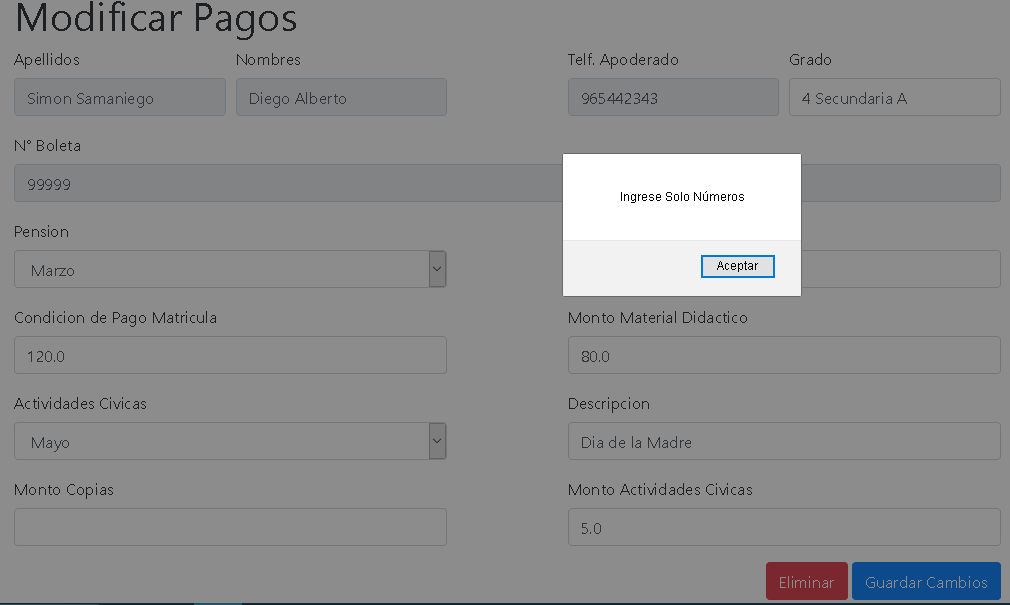 Modificar Pagos
Apellidos Nombres Telf. Apoderado Grado
Simon Samaniego Diego Alberto 965442343 4 Secundaria A
N° Boleta
99999
Ingrese Solo Números
Aceptar
Pension
Marzo
Condicion de Pago Matricula Monto Material Didactico
120.0 80.0
Actividades Civicas Descripcion
Mayo Dia de la Madre
Monto Copias Monto Actividades Civicas
5.0
Eliminar Guardar Cambios